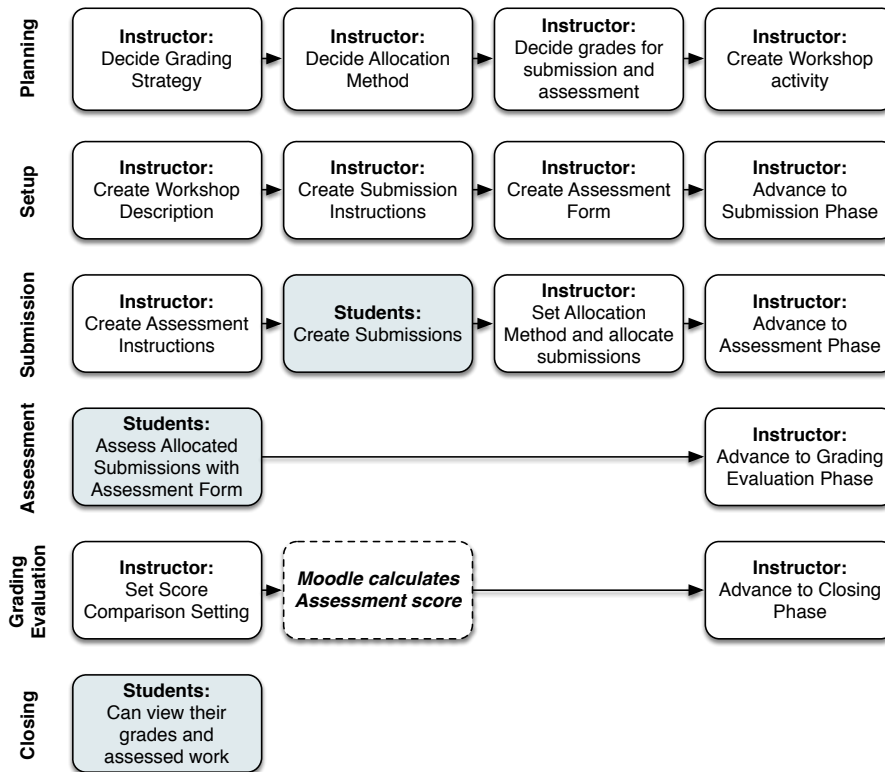 Planning
Instructor:
Decide Grading
Strategy
Instructor:
Decide Allocation
Method
Instructor:
Decide grades for
submission and
assessment
Instructor:
Create Workshop
activity
Setup
Instructor:
Create Workshop
Description
Instructor:
Create Submission
Instructions
Instructor:
Create Assessment
Form
Instructor:
Advance to
Submission Phase
Submission
Instructor:
Create Assessment
Instructions
Students:
Create Submissions
Instructor:
Set Allocation
Method and allocate
submissions
Instructor:
Advance to
Assessment Phase
Assessment
Students:
Assess Allocated
Submissions with
Assessment Form
Instructor:
Advance to Grading
Evaluation Phase
Grading
Evaluation
Instructor:
Set Score
Comparison Setting
Moodle calculates
Assessment score
Instructor:
Advance to Closing
Phase
Closing
Students:
Can view their
grades and
assessed work